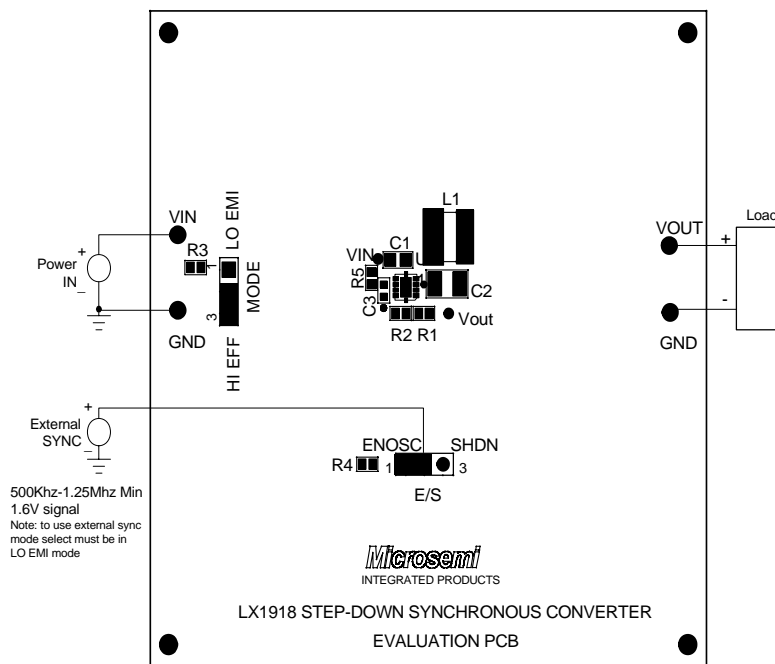 L1
LO EMI
VIN
VOUT
Load
+
R3
1
VIN
C1
U
Power
IN
+
_
MODE
R5
C2
-
C3
3
R2 R1
Vout
GND
GND
HI EFF
+
External
SYNC
_
ENOSC
SHDN
R4
1
3
E/S
500Khz-1.25Mhz Min
1.6V signal
Note: to use external sync
mode select must be in
LO EMI mode
Microsemi
INTEGRATED PRODUCTS
LX1918 STEP-DOWN SYNCHRONOUS CONVERTER
EVALUATION PCB